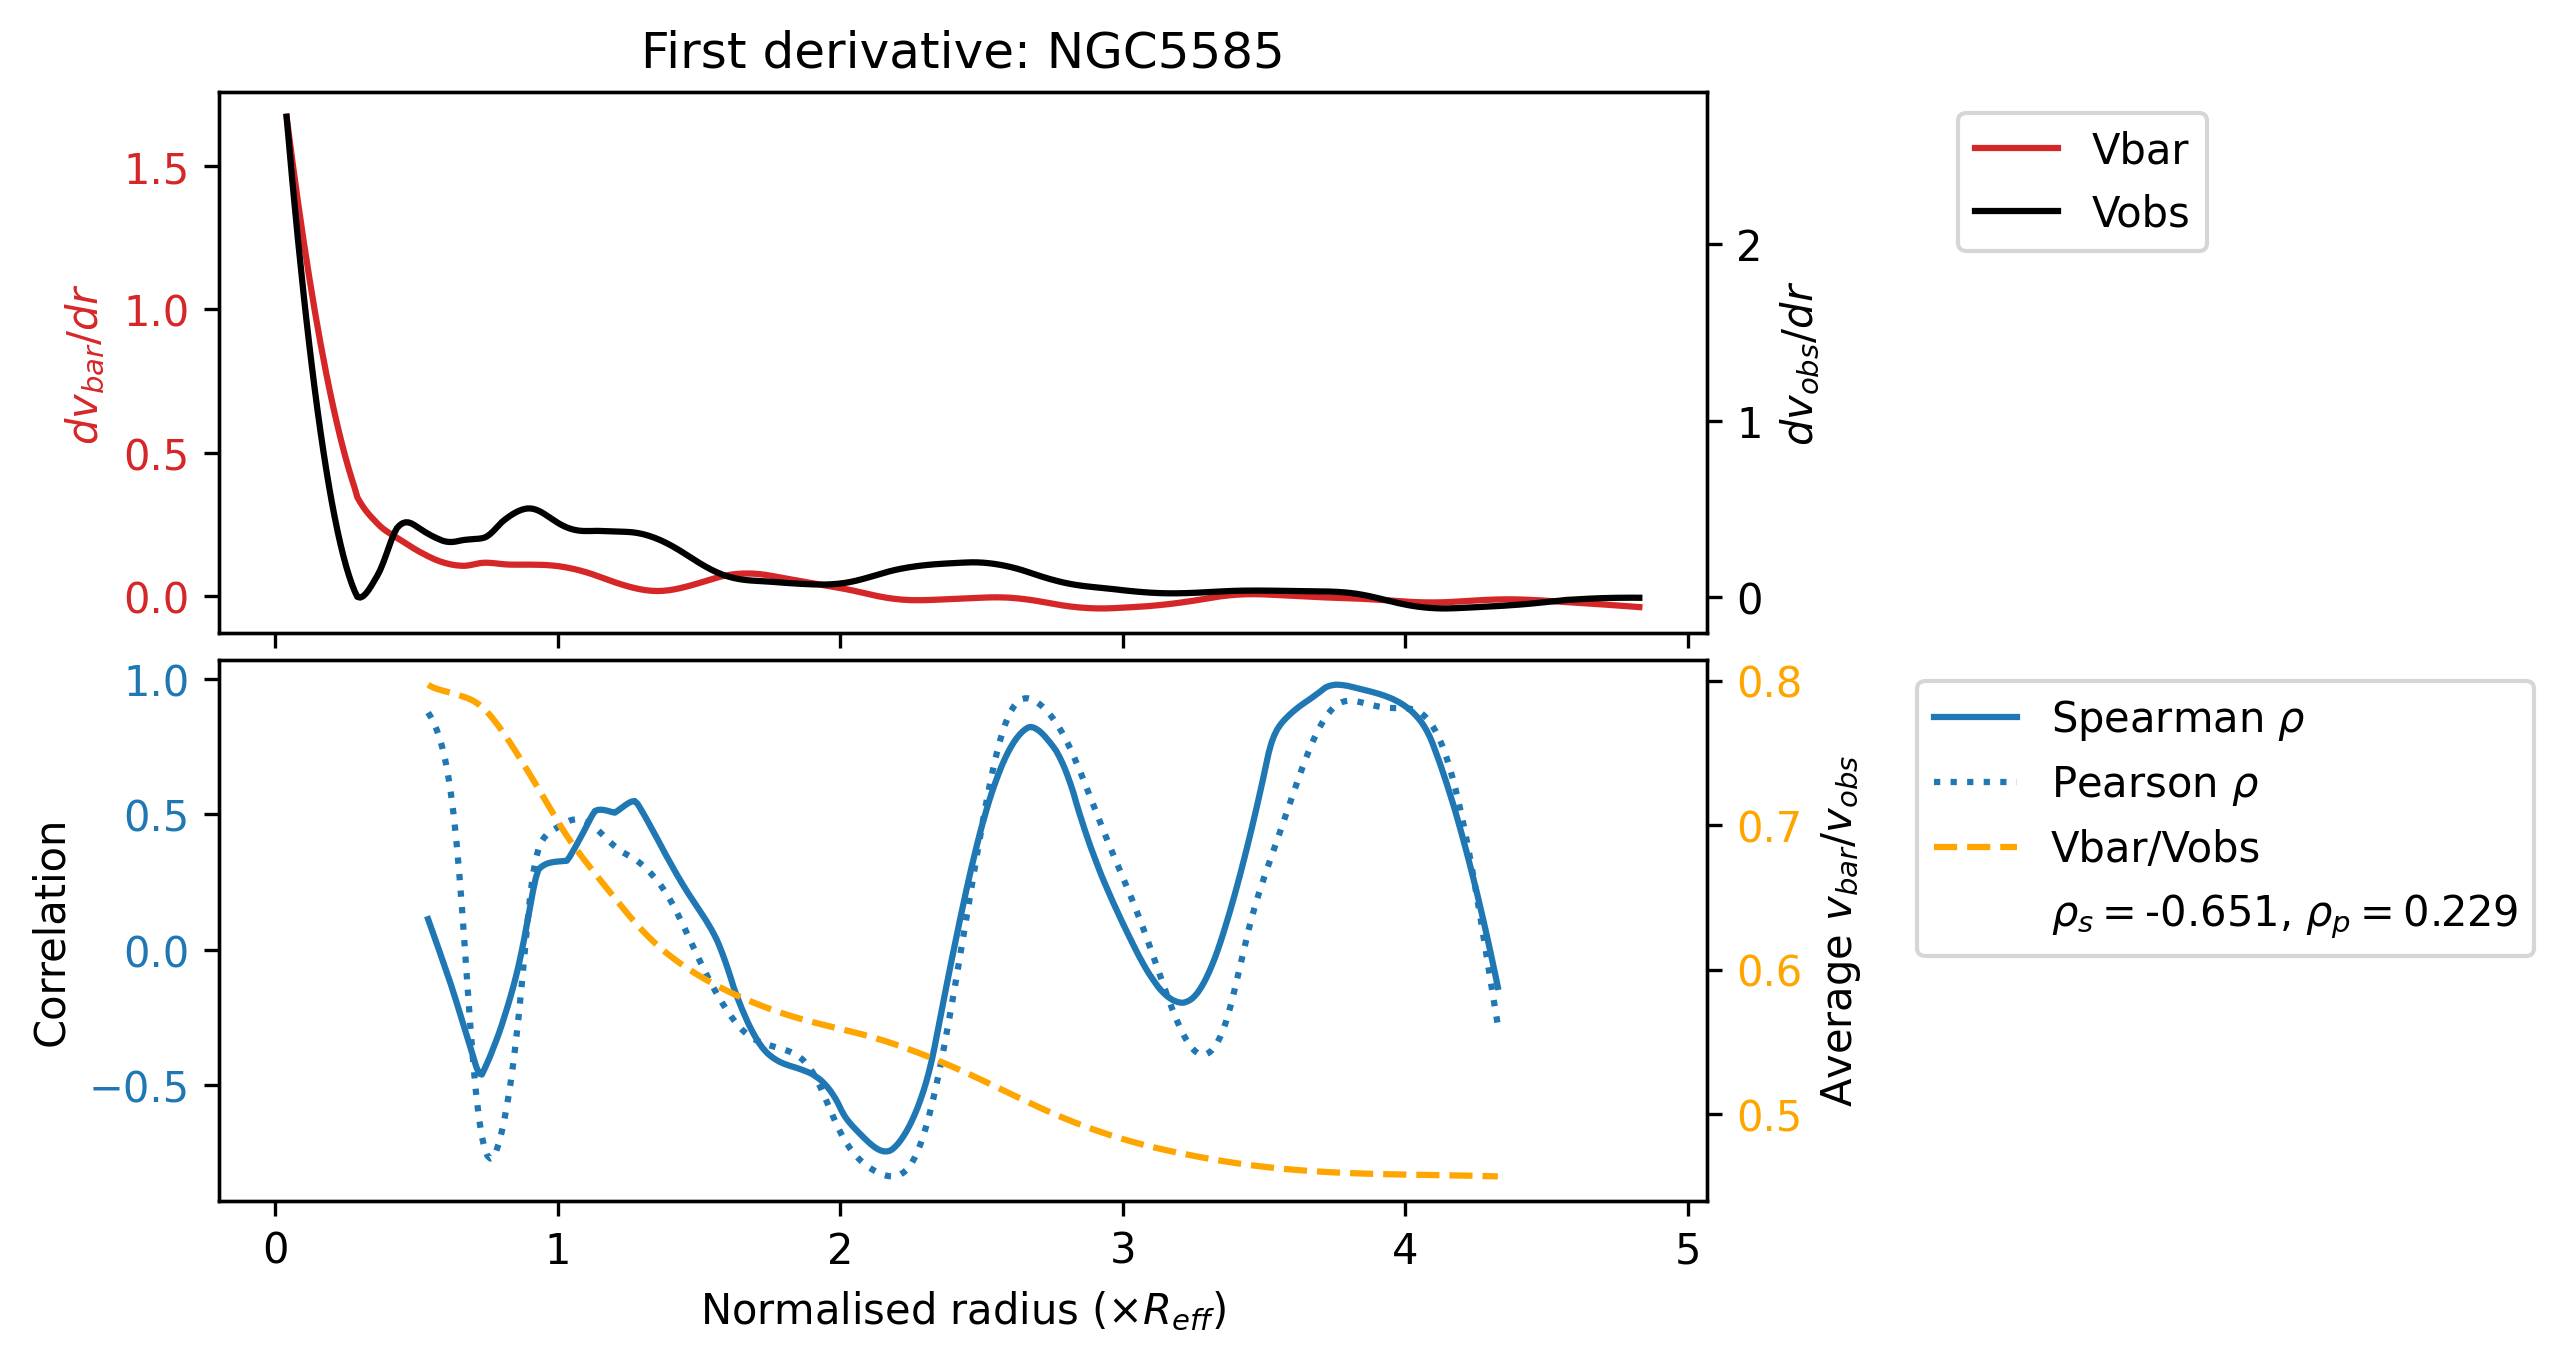 First derivative: NGC5585
1.5
1.0
0.5
0.0
dv_bar/dr
2
1
0
dv_obs/dr
Vbar
Vobs
1.0
0.5
0.0
−0.5
Correlation
0.8
0.7
0.6
0.5
Average v_bar/v_obs
Spearman ρ
Pearson ρ
Vbar/Vobs
ρ_s = -0.651, ρ_p = 0.229
0 1 2 3 4 5
Normalised radius (×R_eff)